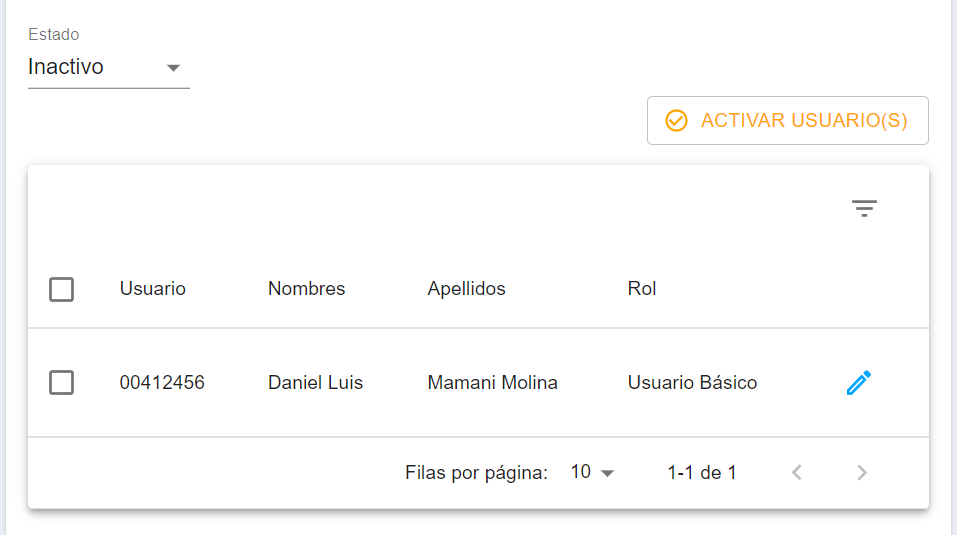 Estado
Inactivo
ACTIVAR USUARIO(S)
Usuario Nombres Apellidos Rol
00412456 Daniel Luis Mamani Molina Usuario Básico
Filas por página: 10 1-1 de 1